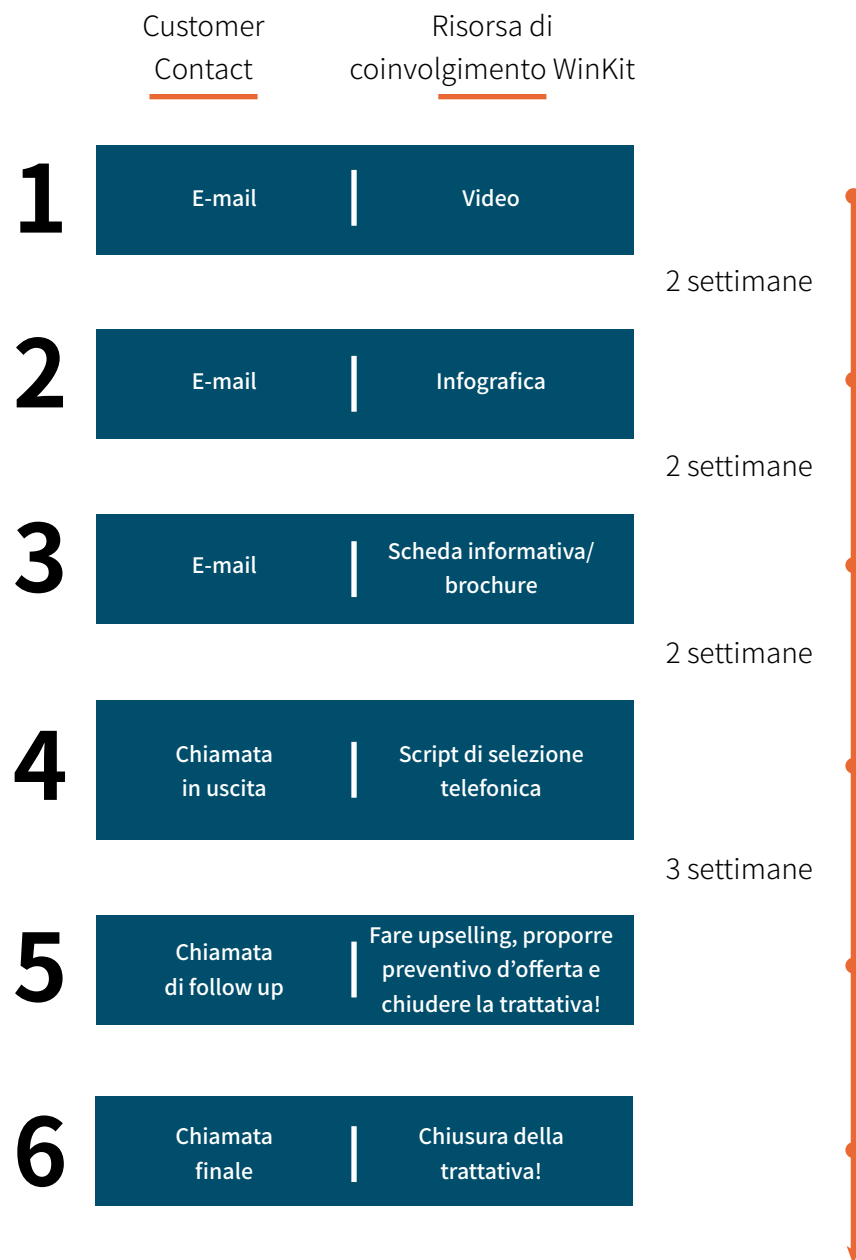 Customer
Contact
Risorsa di
coinvolgimento WinKit
1
E-mail
Video
2 settimane
2
E-mail
Infografica
2 settimane
3
E-mail
Scheda informativa/
brochure
2 settimane
4
Chiamata
in uscita
Script di selezione
telefonica
3 settimane
5
Chiamata
di follow up
Fare upselling, proporre
preventivo d’offerta e
chiudere la trattativa!
6
Chiamata
finale
Chiusura della
trattativa!